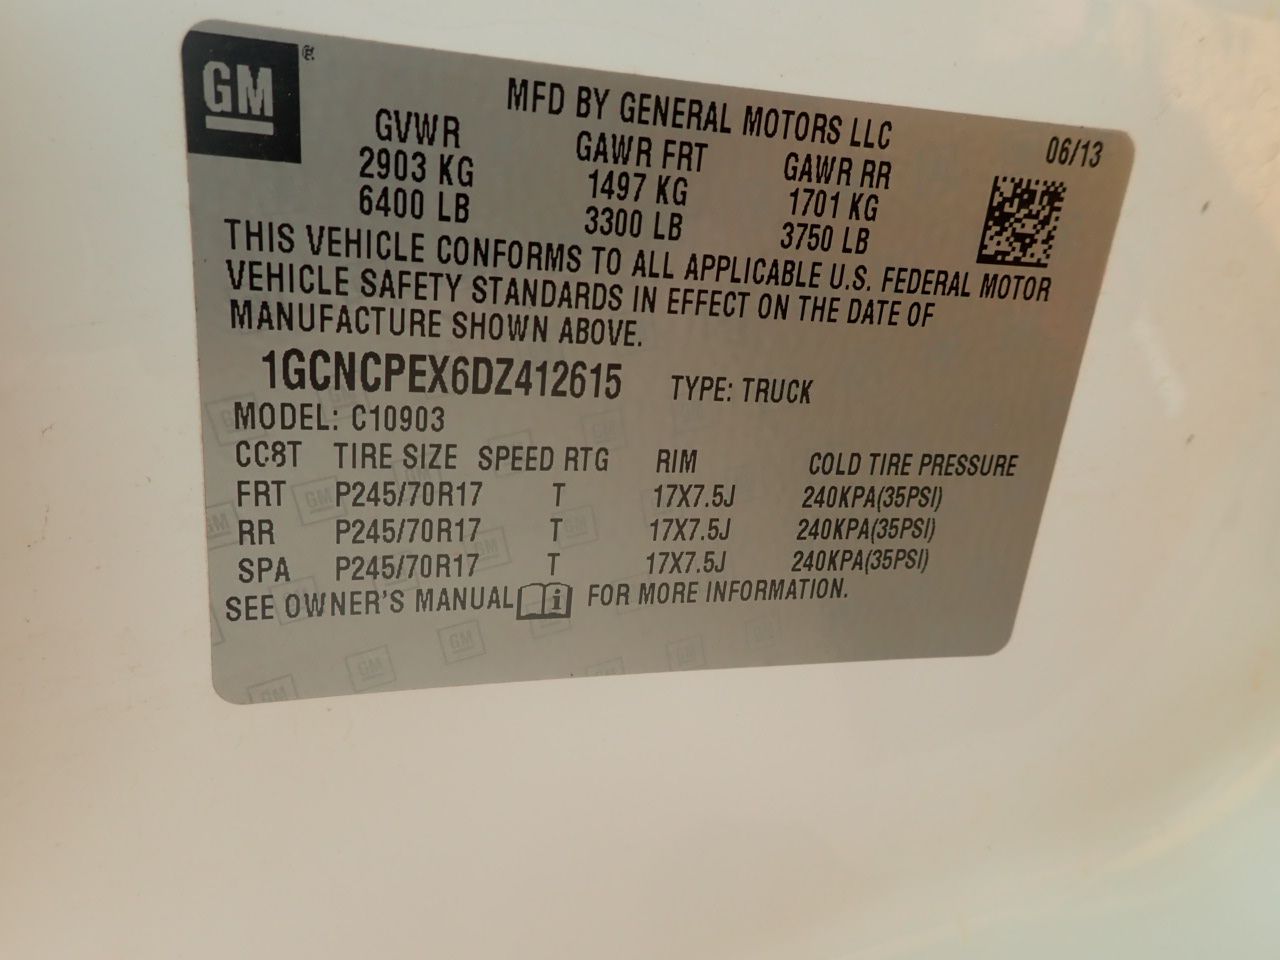 GM
MFD BY GENERAL MOTORS LLC
06/13
GVWR GAWR FRT GAWR RR
2903 KG 1497 KG 1701 KG
6400 LB 3300 LB 3750 LB
THIS VEHICLE CONFORMS TO ALL APPLICABLE U.S. FEDERAL MOTOR
VEHICLE SAFETY STANDARDS IN EFFECT ON THE DATE OF
MANUFACTURE SHOWN ABOVE.
1GCNCPEX6DZ412615 TYPE: TRUCK
MODEL: C10903
CC8T TIRE SIZE SPEED RTG RIM COLD TIRE PRESSURE
FRT P245/70R17 T 17X7.5J 240KPA(35PSI)
RR P245/70R17 T 17X7.5J 240KPA(35PSI)
SPA P245/70R17 T 17X7.5J 240KPA(35PSI)
SEE OWNER'S MANUAL i FOR MORE INFORMATION.